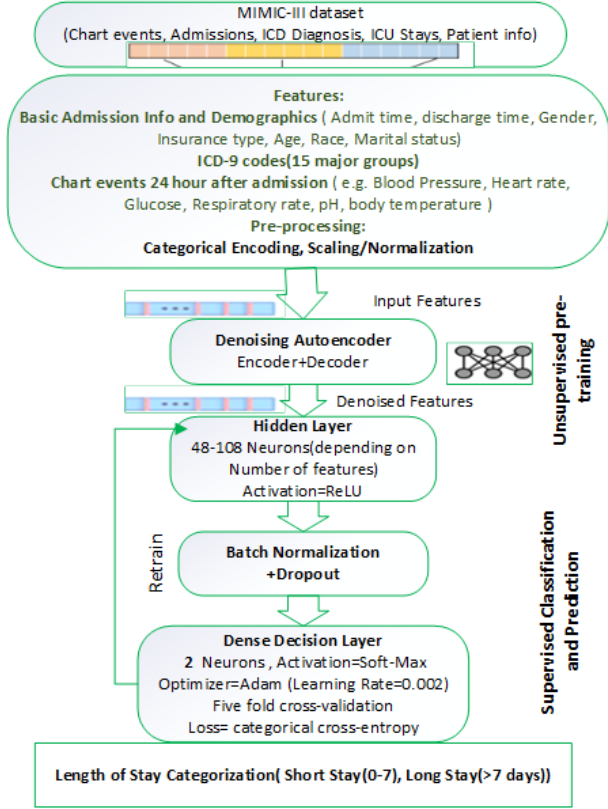 MIMIC-III dataset
(Chart events, Admissions, ICD Diagnosis, ICU Stays, Patient info)
Features:
Basic Admission Info and Demographics ( Admit time, discharge time, Gender,
Insurance type, Age, Race, Marital status)
ICD-9 codes(15 major groups)
Chart events 24 hour after admission ( e.g. Blood Pressure, Heart rate,
Glucose, Respiratory rate, pH, body temperature )
Pre-processing:
Categorical Encoding, Scaling/Normalization
Input Features
Denoising Autoencoder
Encoder+Decoder
Unsupervised pre-
training
Denoised Features
Hidden Layer
48-108 Neurons(depending on
Number of features)
Activation=ReLU
Retrain
Batch Normalization
+Dropout
Supervised Classification
and Prediction
Dense Decision Layer
2 Neurons , Activation=Soft-Max
Optimizer=Adam (Learning Rate=0.002)
Five fold cross-validation
Loss= categorical cross-entropy
Length of Stay Categorization( Short Stay(0-7), Long Stay(>7 days))